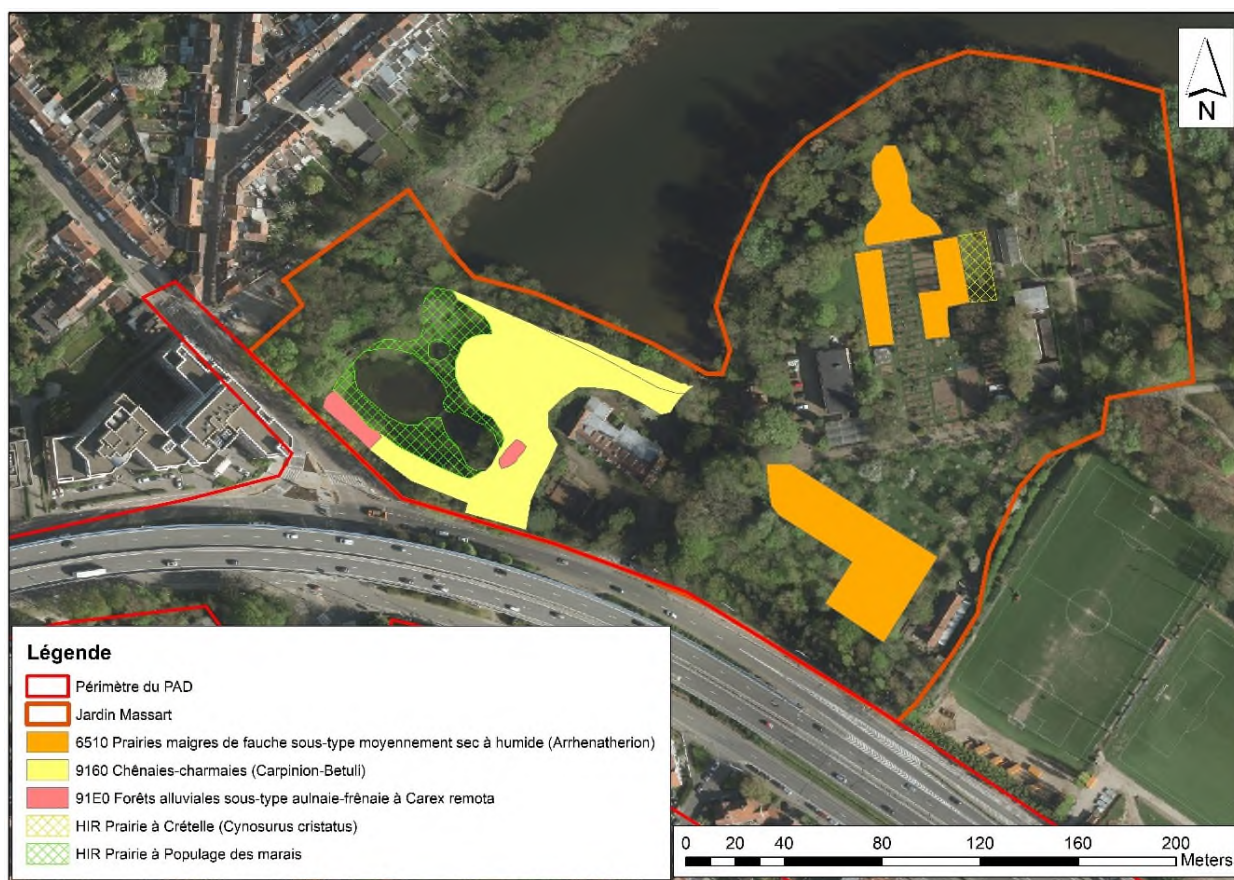 N
Légende
Périmètre du PAD
Jardin Massart
6510 Prairies maigres de fauche sous-type moyennement sec à humide (Arrhenatherion)
9160 Chênaies-charmaies (Carpinion-Betuli)
91E0 Forêts alluviales sous-type aulnaie-frênaie à Carex remota
HIR Prairie à Crételle (Cynosurus cristatus)
HIR Prairie à Populage des marais
0 20 40 80 120 160 200
Meters